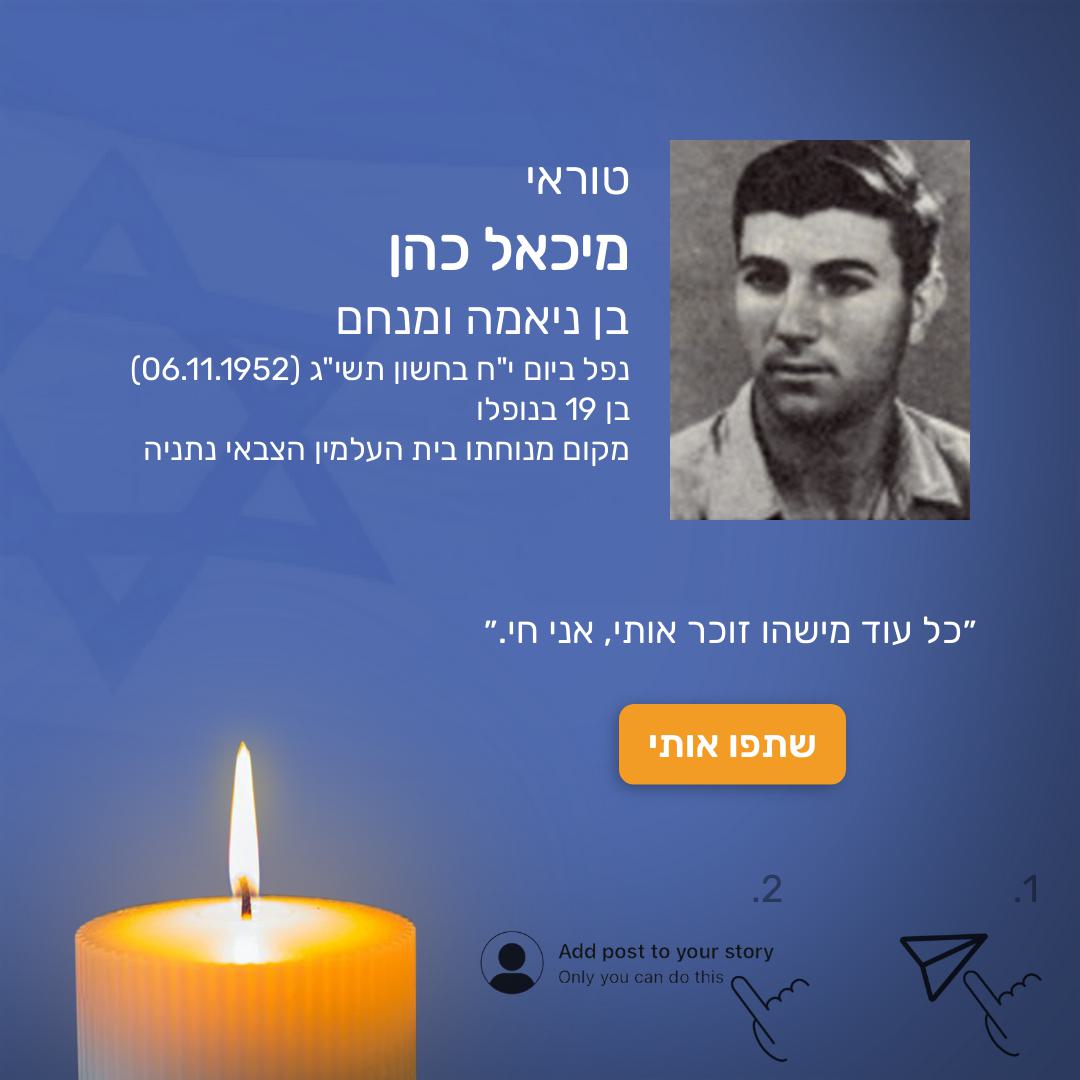 טוראי
מיכאל כהן
בן ניאמה ומנחם
נפל ביום י"ח בחשון תשי"ג (06.11.1952)
בן 19 בנופלו
מקום מנוחתו בית העלמין הצבאי נתניה
״כל עוד מישהו זוכר אותי, אני חי.״
שתפו אותי
1.
2.
Add post to your story
Only you can do this